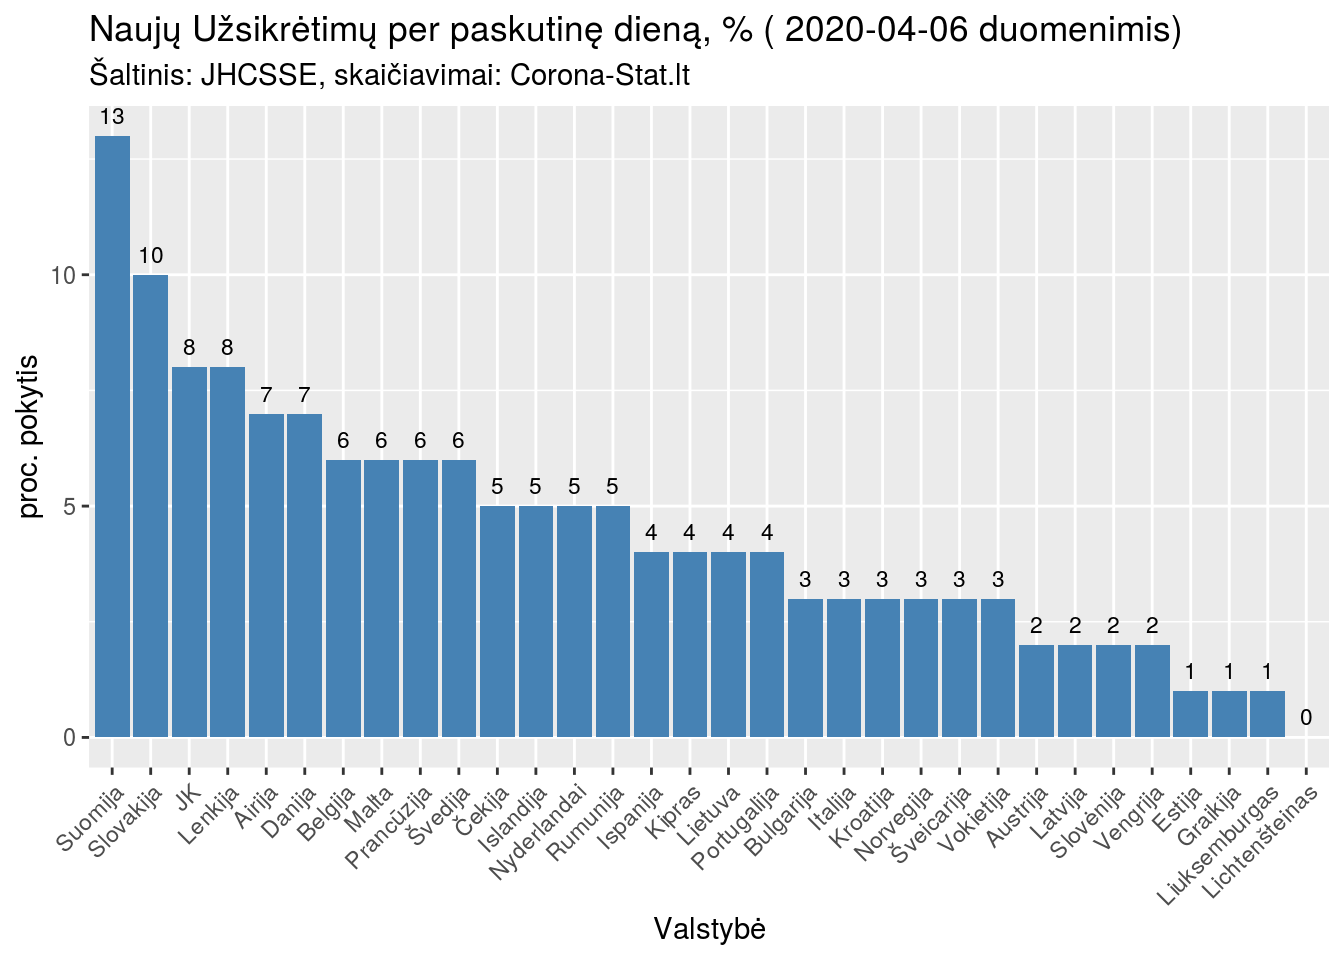 Naujų Užsikrėtimų per paskutinę dieną, % ( 2020-04-06 duomenimis)
Šaltinis: JHCSSE, skaičiavimai: Corona-Stat.lt
proc. pokytis
10
5
0
13
10
8
8
7
7
6
6
6
6
5
5
5
5
4
4
4
4
3
3
3
3
3
3
2
2
2
2
1
1
1
0
Suomija
Slovakija
JK
Lenkija
Airija
Danija
Belgija
Malta
Prancūzija
Švedija
Čekija
Islandija
Nyderlandai
Rumunija
Ispanija
Kipras
Lietuva
Portugalija
Bulgarija
Italija
Kroatija
Norvegija
Šveicarija
Vokietija
Austrija
Latvija
Slovėnija
Vengrija
Estija
Graikija
Liuksemburgas
Lichtenšteinas
Valstybė